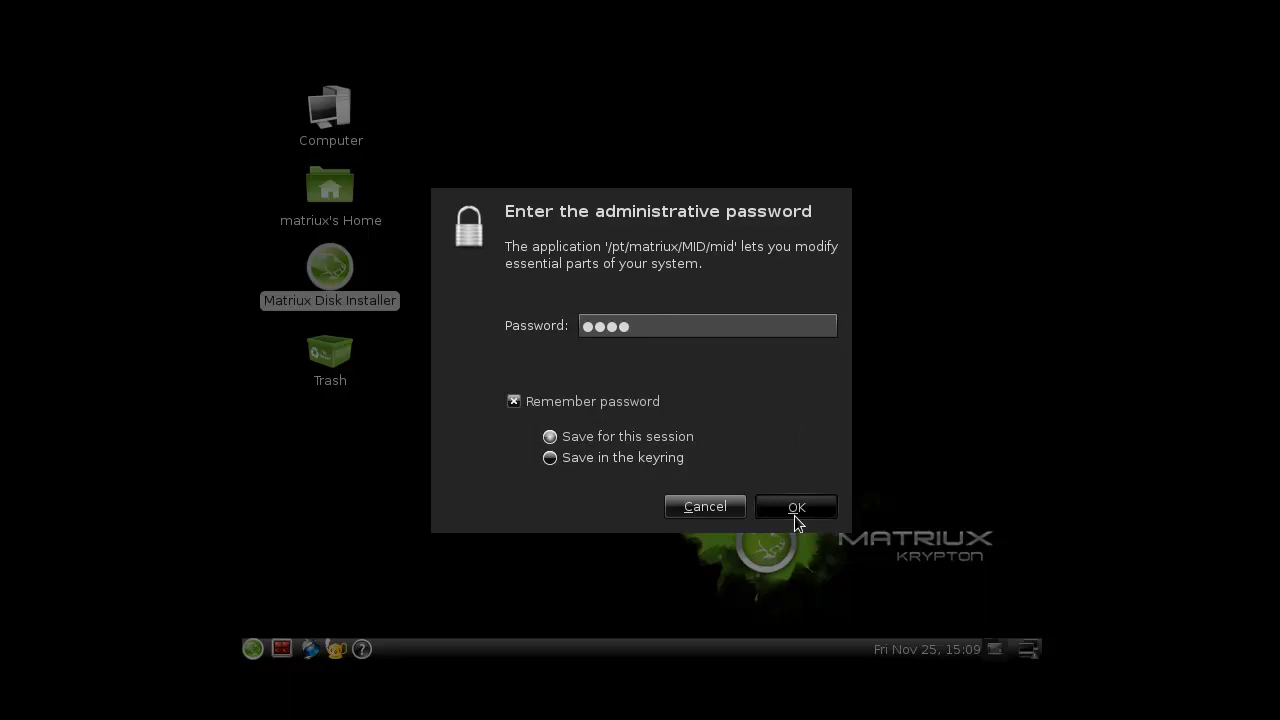 Computer
matriux's Home
Matriux Disk Installer
Trash
Enter the administrative password
The application '/pt/matriux/MID/mid' lets you modify
essential parts of your system.
Password: ●●●●
Remember password
Save for this session
Save in the keyring
Cancel
OK
MATRIUX
KRYPTON
?
Fri Nov 25, 15:09